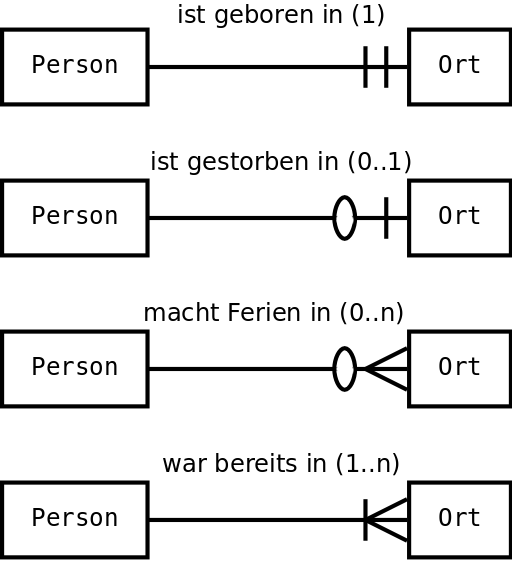 ist geboren in (1)
Person
Ort
ist gestorben in (0..1)
Person
Ort
macht Ferien in (0..n)
Person
Ort
war bereits in (1..n)
Person
Ort